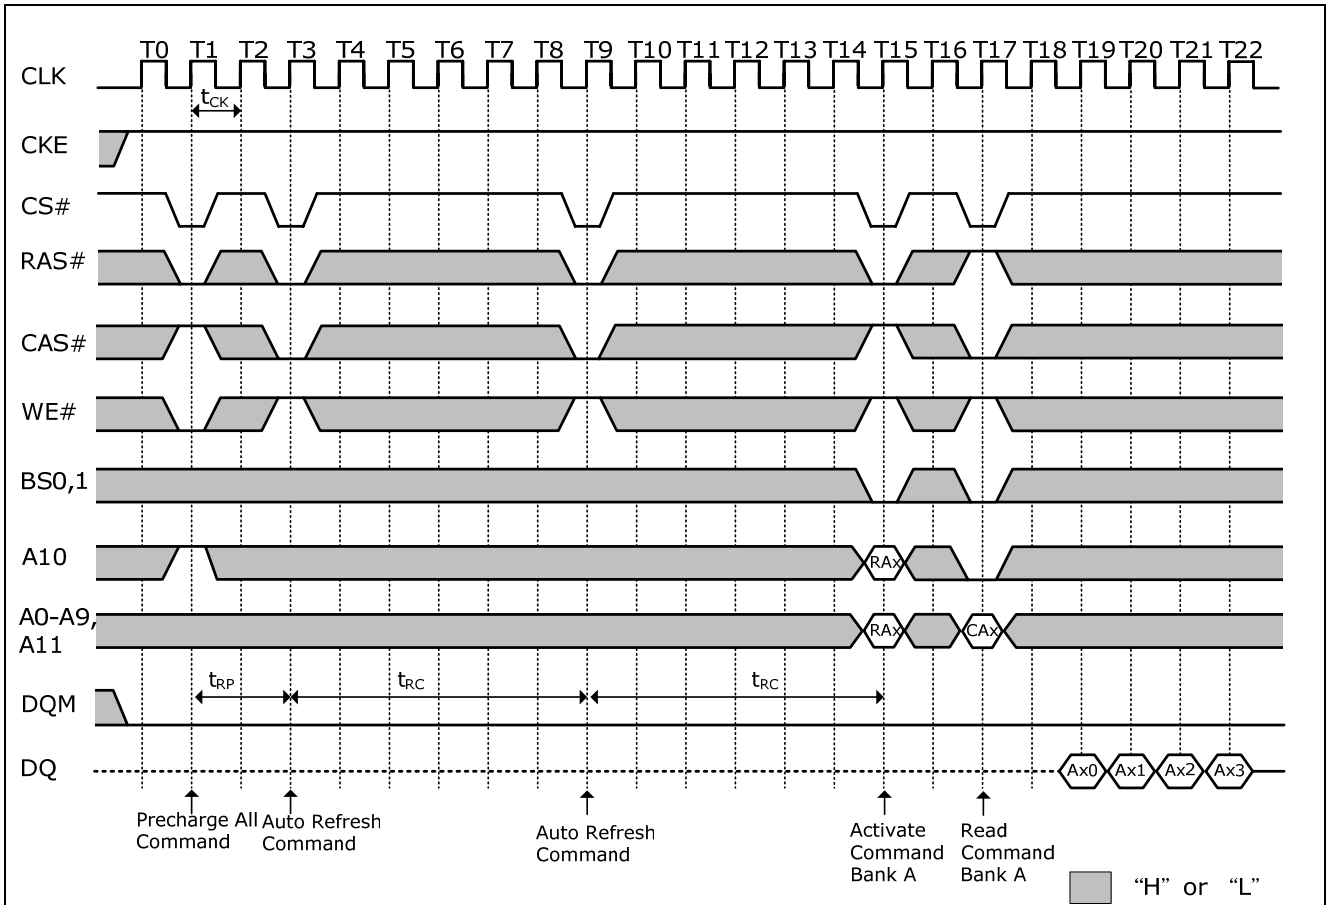 T0 T1 T2 T3 T4 T5 T6 T7 T8 T9 T10 T11 T12 T13 T14 T15 T16 T17 T18 T19 T20 T21 T22
CLK
tCK
CKE
CS#
RAS#
CAS#
WE#
BS0,1
A10
RAx
A0-A9,
A11
RAx CAx
tRP tRC tRC
DQM
DQ
Ax0 Ax1 Ax2 Ax3
Precharge All
Command
Auto Refresh
Command
Auto Refresh
Command
Activate
Command
Bank A
Read
Command
Bank A
“H” or “L”